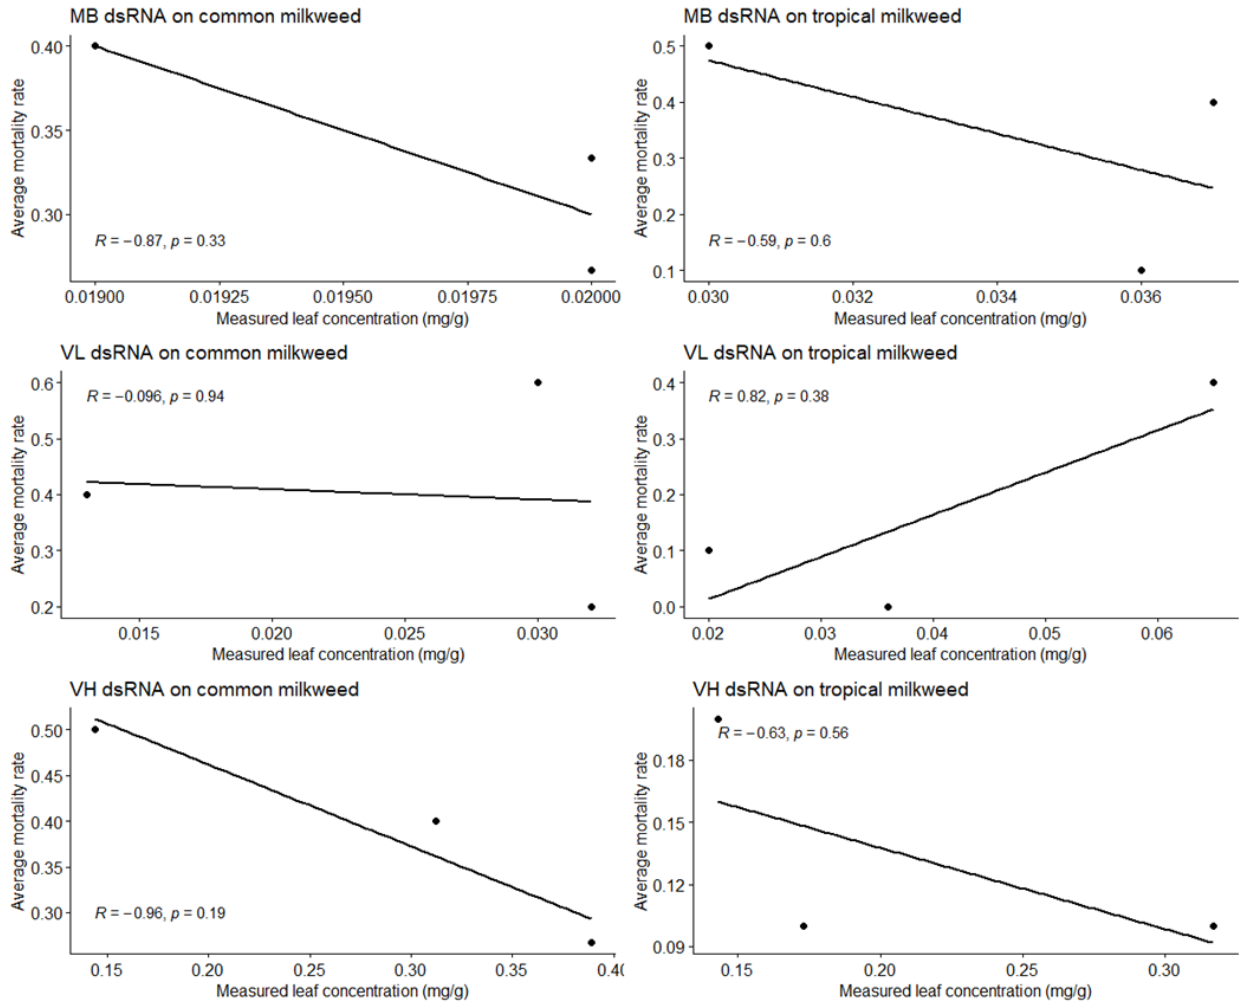 MB dsRNA on common milkweed
Average mortality rate
0.40
0.35
0.30
R = −0.87, p = 0.33
0.01900 0.01925 0.01950 0.01975 0.02000
Measured leaf concentration (mg/g)
MB dsRNA on tropical milkweed
Average mortality rate
0.5
0.4
0.3
0.2
0.1
R = −0.59, p = 0.6
0.030 0.032 0.034 0.036
Measured leaf concentration (mg/g)
VL dsRNA on common milkweed
Average mortality rate
0.6
0.5
0.4
0.3
0.2
R = −0.096, p = 0.94
0.015 0.020 0.025 0.030
Measured leaf concentration (mg/g)
VL dsRNA on tropical milkweed
Average mortality rate
0.4
0.3
0.2
0.1
0.0
R = 0.82, p = 0.38
0.02 0.03 0.04 0.05 0.06
Measured leaf concentration (mg/g)
VH dsRNA on common milkweed
Average mortality rate
0.50
0.45
0.40
0.35
0.30
R = −0.96, p = 0.19
0.15 0.20 0.25 0.30 0.35 0.40
Measured leaf concentration (mg/g)
VH dsRNA on tropical milkweed
Average mortality rate
0.18
0.15
0.12
0.09
R = −0.63, p = 0.56
0.15 0.20 0.25 0.30
Measured leaf concentration (mg/g)